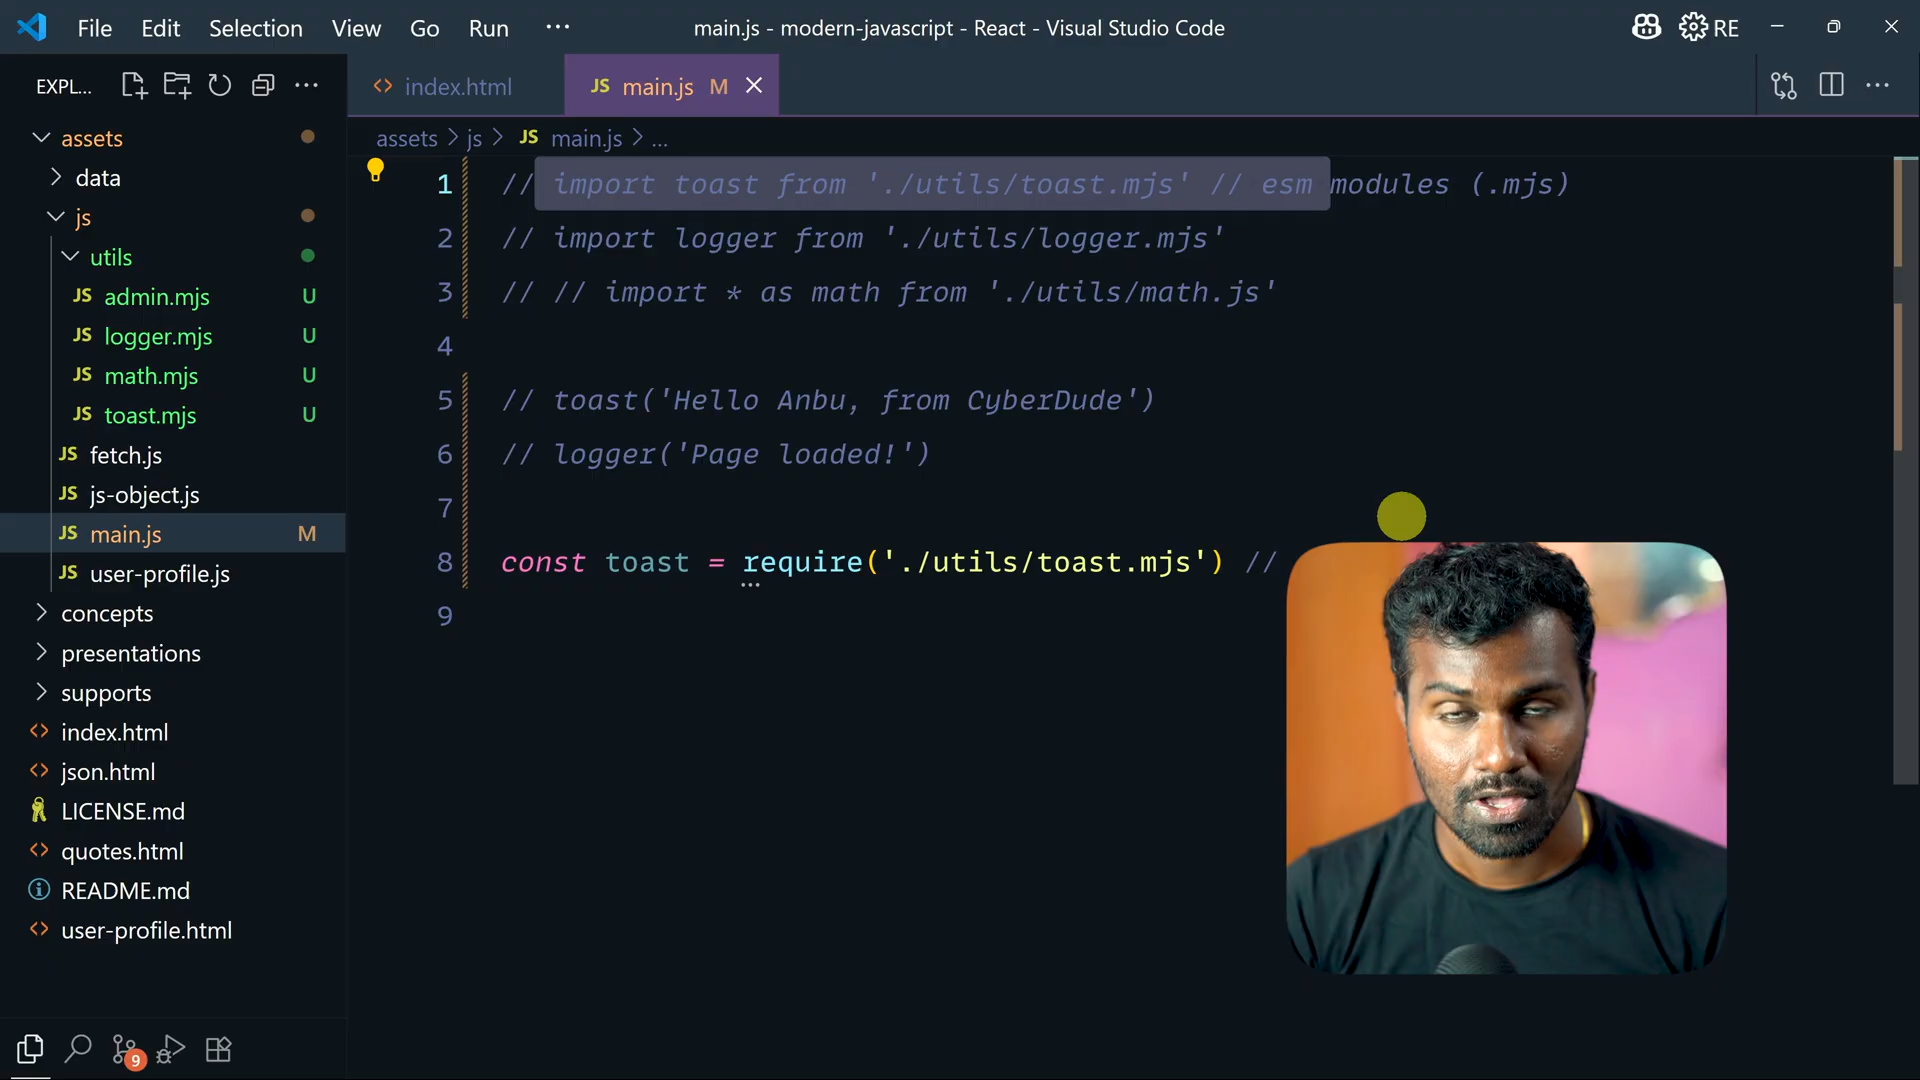 File Edit Selection View Go Run ··· main.js - modern-javascript - React - Visual Studio Code RE
EXPL...
index.html
JS main.js M
assets > js > JS main.js > ...
assets
data
js
utils
JS admin.mjs U
JS logger.mjs U
JS math.mjs U
JS toast.mjs U
JS fetch.js
JS js-object.js
JS main.js M
JS user-profile.js
concepts
presentations
supports
index.html
json.html
LICENSE.md
quotes.html
README.md
user-profile.html
9
1 // import toast from './utils/toast.mjs' // esm modules (.mjs)
2 // import logger from './utils/logger.mjs'
3 // // import * as math from './utils/math.js'
4
5 // toast('Hello Anbu, from CyberDude')
6 // logger('Page loaded!')
7
8 const toast = require('./utils/toast.mjs') //
9